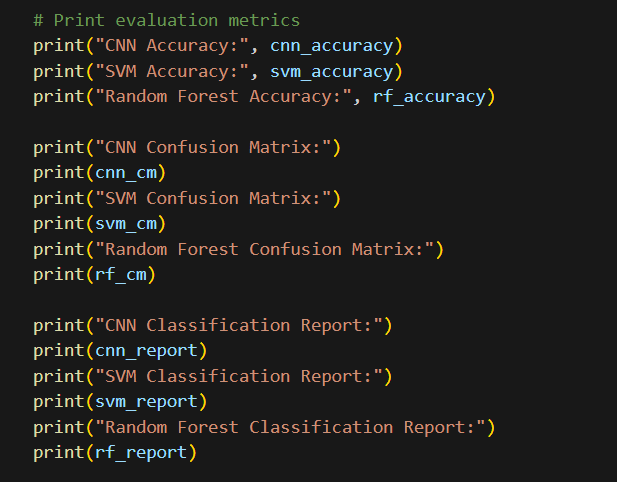 # Print evaluation metrics
print("CNN Accuracy:", cnn_accuracy)
print("SVM Accuracy:", svm_accuracy)
print("Random Forest Accuracy:", rf_accuracy)
print("CNN Confusion Matrix:")
print(cnn_cm)
print("SVM Confusion Matrix:")
print(svm_cm)
print("Random Forest Confusion Matrix:")
print(rf_cm)
print("CNN Classification Report:")
print(cnn_report)
print("SVM Classification Report:")
print(svm_report)
print("Random Forest Classification Report:")
print(rf_report)